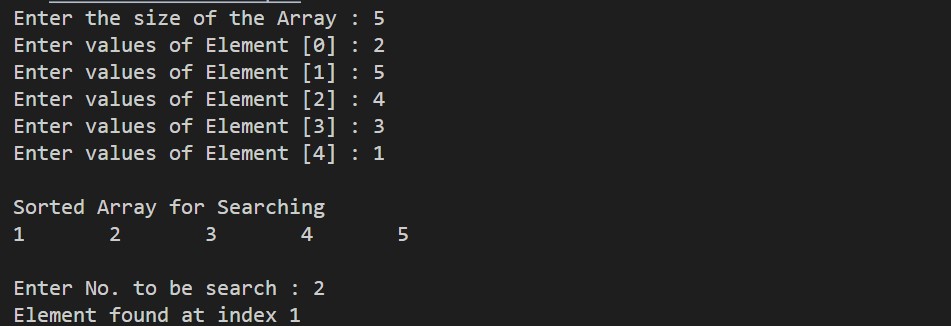 Enter the size of the Array : 5
Enter values of Element [0] : 2
Enter values of Element [1] : 5
Enter values of Element [2] : 4
Enter values of Element [3] : 3
Enter values of Element [4] : 1
Sorted Array for Searching
1 2 3 4 5
Enter No. to be search : 2
Element found at index 1